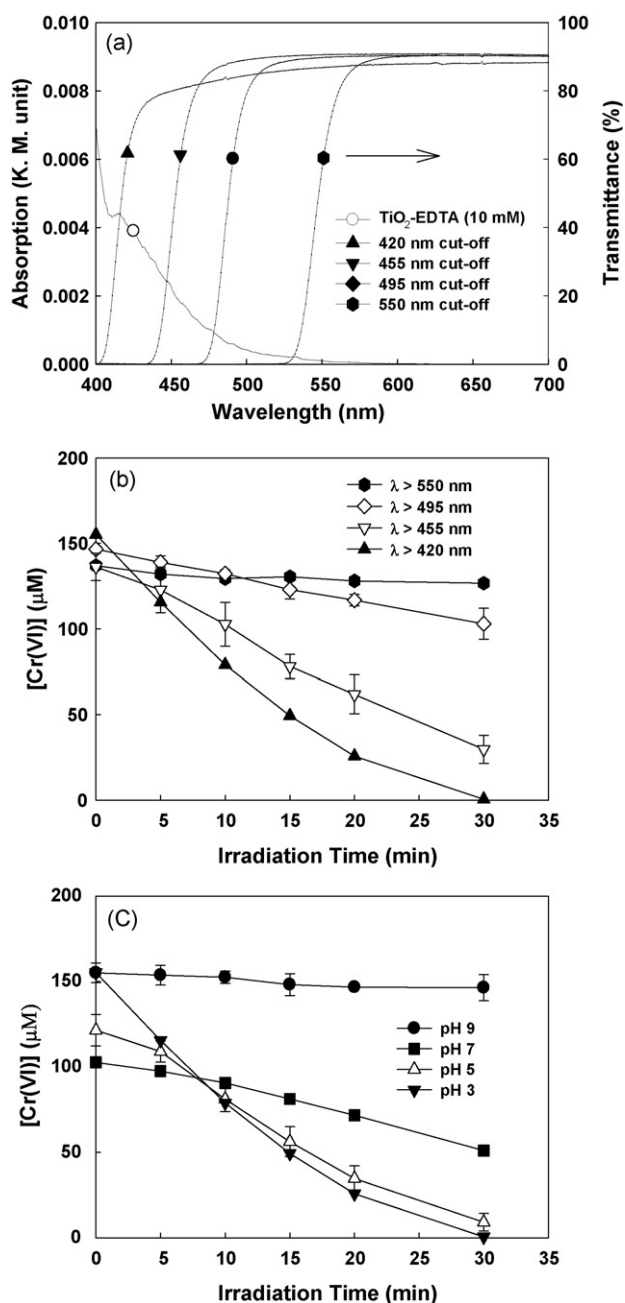 (a)
0.010
0.008
0.006
0.004
0.002
0.000
Absorption (K. M. unit)
100
80
60
40
20
0
Transmittance (%)
TiO₂-EDTA (10 mM)
420 nm cut-off
455 nm cut-off
495 nm cut-off
550 nm cut-off
400 450 500 550 600 650 700
Wavelength (nm)
(b)
200
150
100
50
0
[Cr(VI)] (μM)
λ > 550 nm
λ > 495 nm
λ > 455 nm
λ > 420 nm
0 5 10 15 20 25 30 35
Irradiation Time (min)
(C)
200
150
100
50
0
[Cr(VI)] (μM)
pH 9
pH 7
pH 5
pH 3
0 5 10 15 20 25 30 35
Irradiation Time (min)